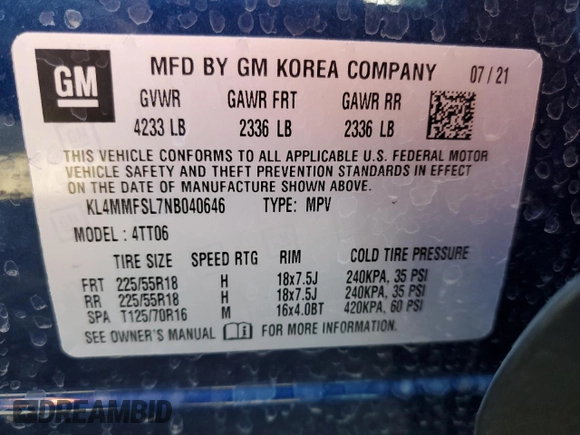 GM
MFD BY GM KOREA COMPANY 07/21
GVWR GAWR FRT GAWR RR
4233 LB 2336 LB 2336 LB
THIS VEHICLE CONFORMS TO ALL APPLICABLE U.S. FEDERAL MOTOR
VEHICLE SAFETY AND THEFT PREVENTION STANDARDS IN EFFECT
ON THE DATE OF MANUFACTURE SHOWN ABOVE.
KL4MMFSL7NB040646 TYPE: MPV
MODEL: 4TT06
TIRE SIZE SPEED RTG RIM COLD TIRE PRESSURE
FRT 225/55R18 H 18x7.5J 240KPA, 35 PSI
RR 225/55R18 H 18x7.5J 240KPA, 35 PSI
SPA T125/70R16 M 16x4.0BT 420KPA, 60 PSI
SEE OWNER'S MANUAL FOR MORE INFORMATION.
DREAMBID